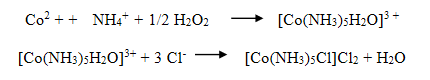 Co²⁺ + NH₄⁺ + 1/2 H₂O₂ ⟶ [Co(NH₃)₅H₂O]³⁺
[Co(NH₃)₅H₂O]³⁺ + 3 Cl⁻ ⟶ [Co(NH₃)₅Cl]Cl₂ + H₂O